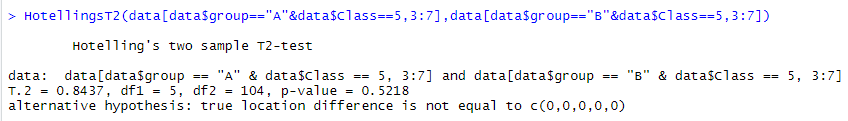 > HotellingsT2(data[data$group=="A"&data$Class==5,3:7],data[data$group=="B"&data$Class==5,3:7])
Hotelling's two sample T2-test
data:  data[data$group == "A" & data$Class == 5, 3:7] and data[data$group == "B" & data$Class == 5, 3:7]
T.2 = 0.8437, df1 = 5, df2 = 104, p-value = 0.5218
alternative hypothesis: true location difference is not equal to c(0,0,0,0,0)